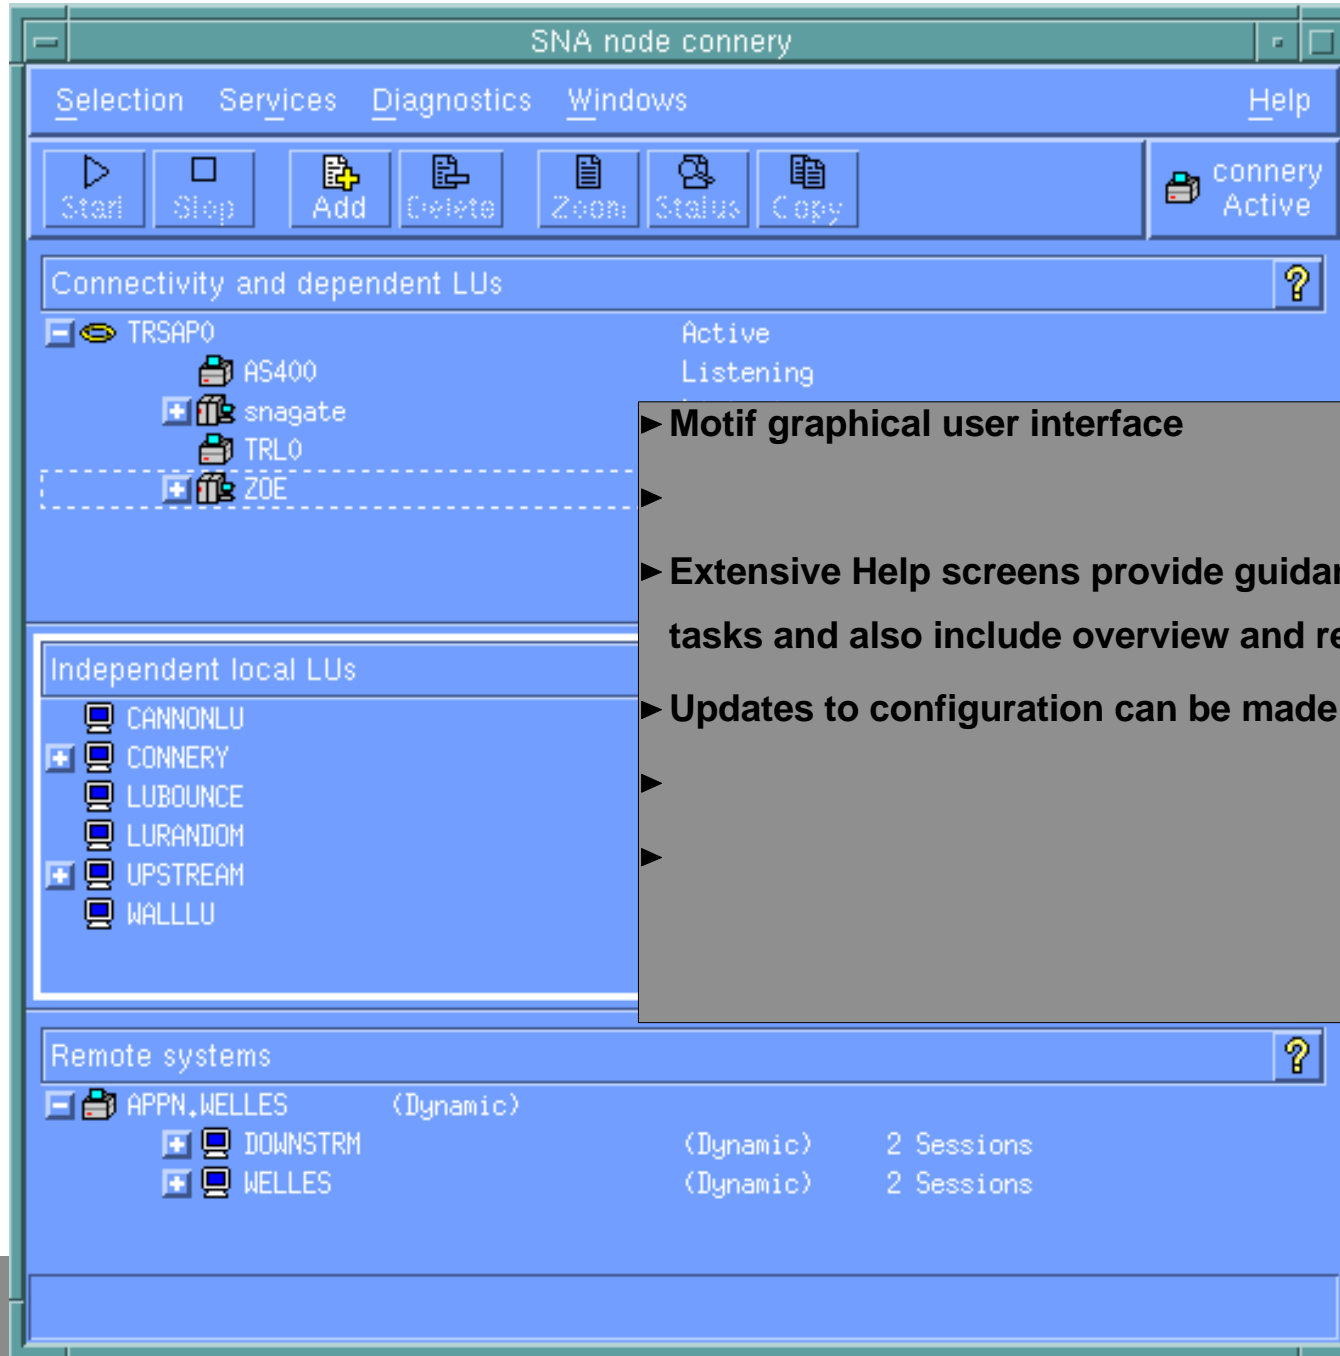 SNA node connery
Selection Services Diagnostics Windows Help
Start Stop Add Delete Zoom Status Copy
connery
Active
Connectivity and dependent LUs
TRSAP0 Active
AS400 Listening
snagate
TRL0
ZOE
Motif graphical user interface
Extensive Help screens provide
tasks and also include overview and
Updates to configuration can be made
Independent local LUs
CANNONLU
CONNERY
LUBOUNCE
LURANDOM
UPSTREAM
WALLLU
Remote systems
APPN.WELLES (Dynamic)
DOWNSTRM (Dynamic) 2 Sessions
WELLES (Dynamic) 2 Sessions